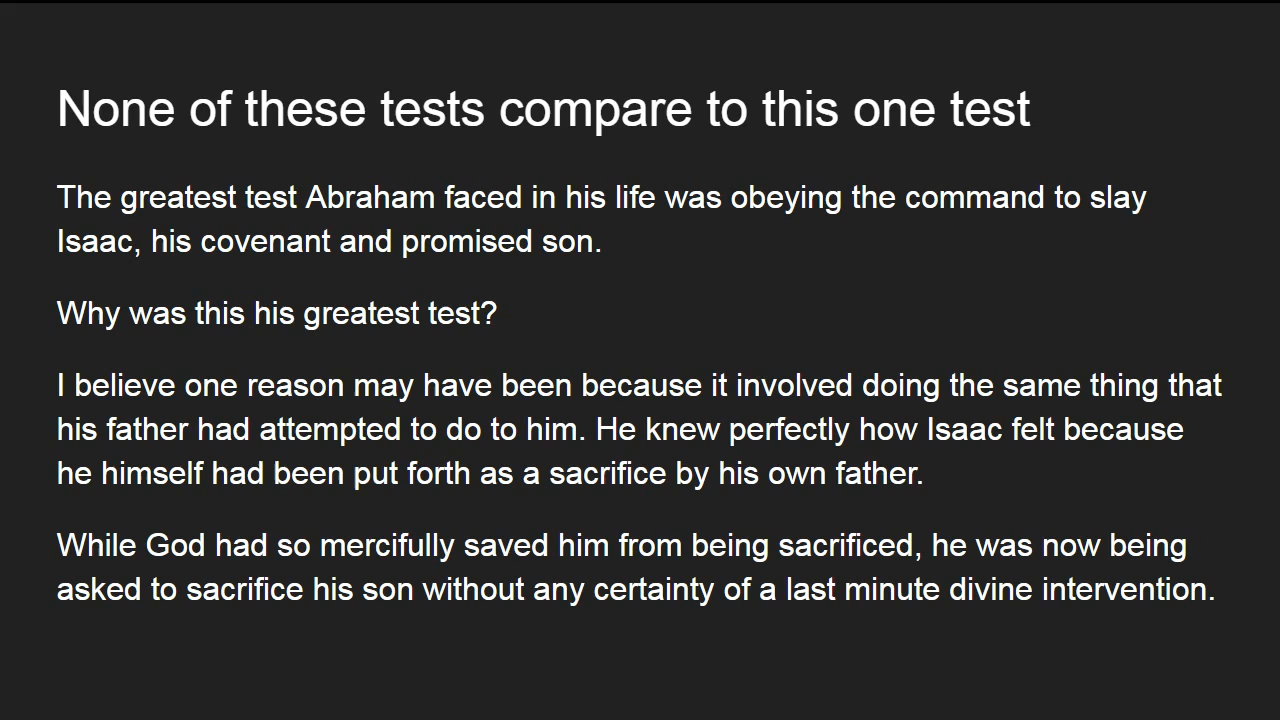 None of these tests compare to this one test
The greatest test Abraham faced in his life was obeying the command to slay
Isaac, his covenant and promised son.
Why was this his greatest test?
I believe one reason may have been because it involved doing the same thing that
his father had attempted to do to him. He knew perfectly how Isaac felt because
he himself had been put forth as a sacrifice by his own father.
While God had so mercifully saved him from being sacrificed, he was now being
asked to sacrifice his son without any certainty of a last minute divine intervention.